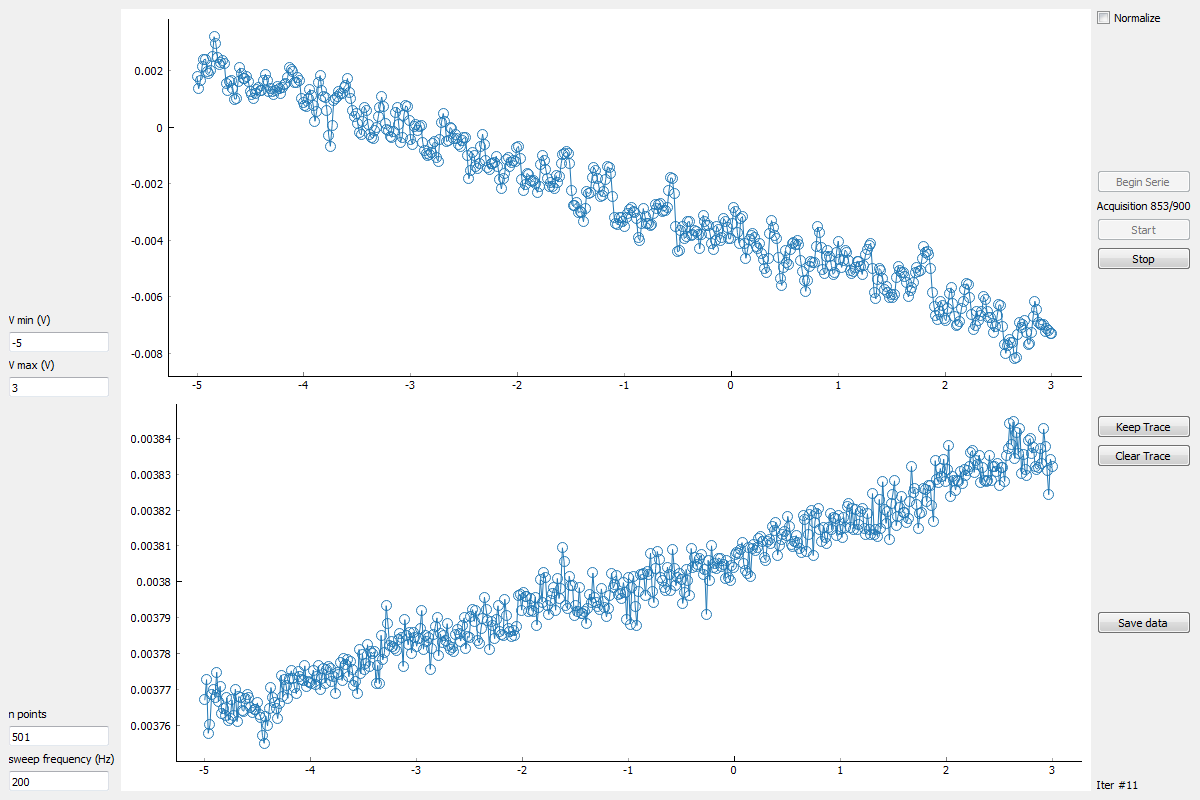 Normalize
0.002
0
-0.002
-0.004
-0.006
-0.008
-5 -4 -3 -2 -1 0 1 2 3
Begin Serie
Acquisition 853/900
Start
Stop
V min (V)
-5
V max (V)
3
0.00384
0.00383
0.00382
0.00381
0.0038
0.00379
0.00378
0.00377
0.00376
-5 -4 -3 -2 -1 0 1 2 3
Keep Trace
Clear Trace
Save data
n points
501
sweep frequency (Hz)
200
Iter #11